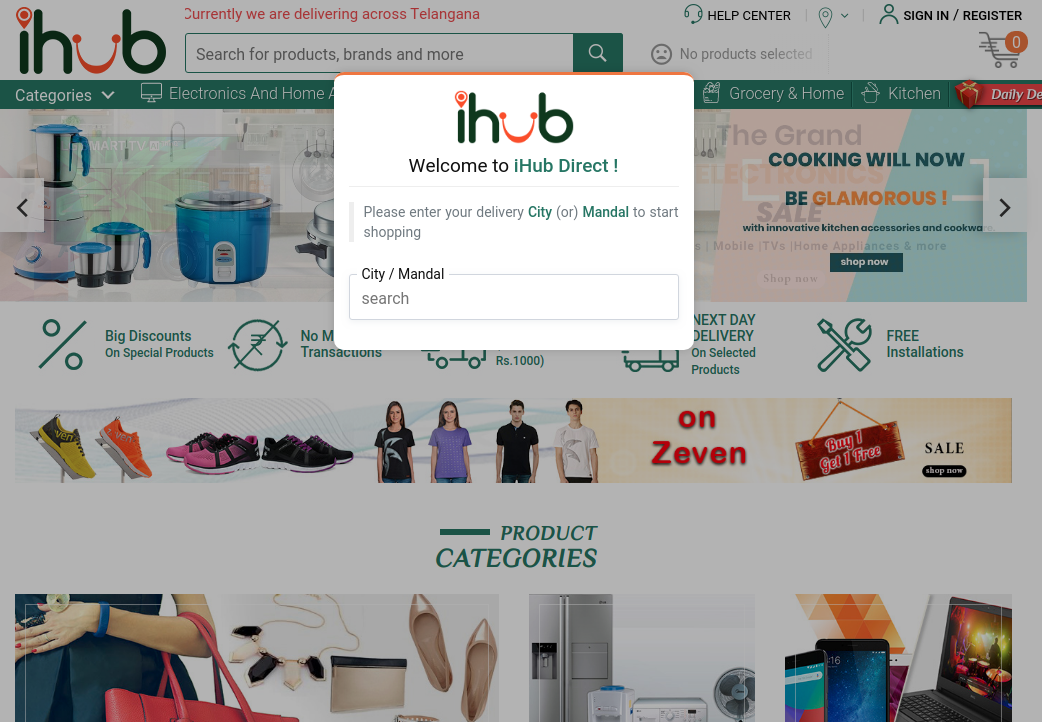 Currently we are delivering across Telangana
HELP CENTER
SIGN IN / REGISTER
ihub
Search for products, brands and more
No products selected
0
Categories
Electronics And Home A
Grocery & Home
Kitchen
Daily De
ihub
Welcome to iHub Direct !
Please enter your delivery City (or) Mandal to start
shopping
City / Mandal
search
The Grand
ELECTRONICS
SALE
COOKING WILL NOW
BE GLAMOROUS !
with innovative kitchen accessories and cookware.
s | Mobile |TVs |Home Appliances & more
shop now
Shop now
Big Discounts
On Special Products
No M
Transactions
Rs.1000)
NEXT DAY
DELIVERY
On Selected
Products
FREE
Installations
on
Zeven
Buy 1
Get 1 Free
SALE
shop now
PRODUCT
CATEGORIES